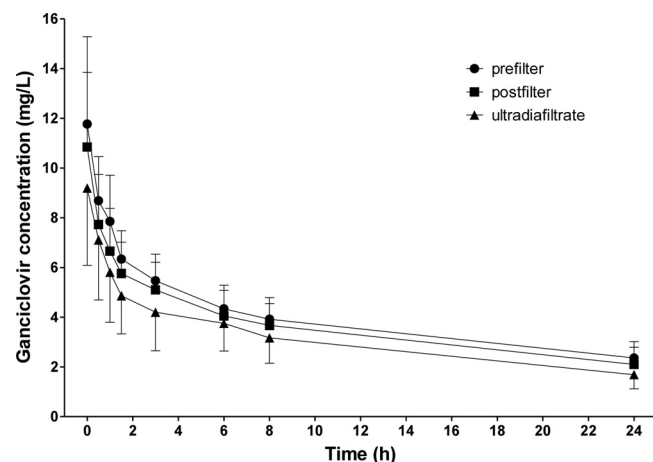 16
14
12
10
8
6
4
2
0
Ganciclovir concentration (mg/L)
prefilter
postfilter
ultradiafiltrate
0 2 4 6 8 10 12 14 16 18 20 22 24
Time (h)